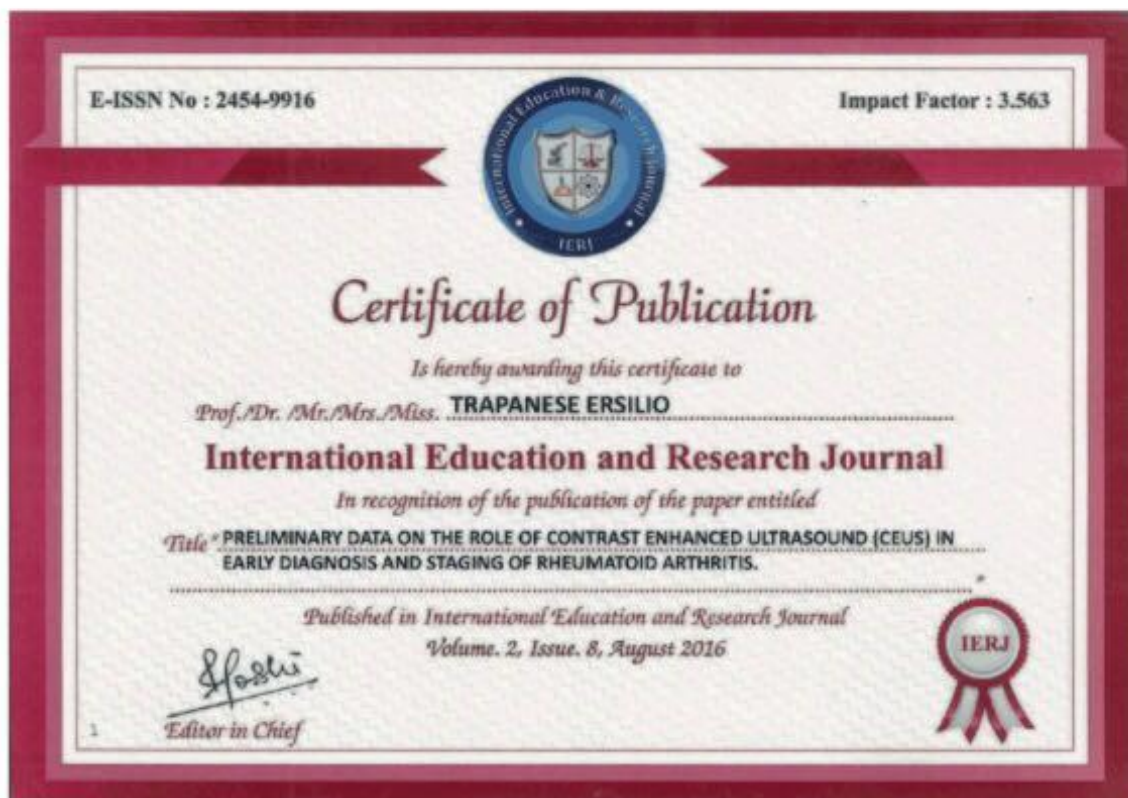 E-ISSN No : 2454-9916
Impact Factor : 3.563
International Education & Research Journal
IERJ
Certificate of Publication
Is hereby awarding this certificate to
Prof./Dr. /Mr./Mrs./Miss. TRAPANESE ERSILIO
International Education and Research Journal
In recognition of the publication of the paper entitled
Title " PRELIMINARY DATA ON THE ROLE OF CONTRAST ENHANCED ULTRASOUND (CEUS) IN
EARLY DIAGNOSIS AND STAGING OF RHEUMATOID ARTHRITIS.
"
Published in International Education and Research Journal
Volume. 2, Issue. 8, August 2016
IERJ
Editor in Chief
1